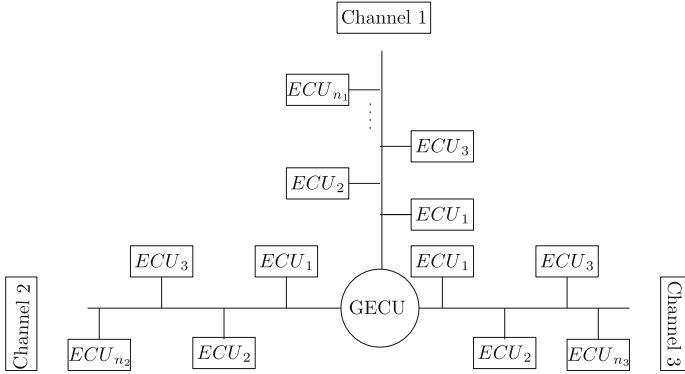 Channel 1
ECU_{n_1}
ECU_3
ECU_2
ECU_1
ECU_3 ECU_1 ECU_1 ECU_3
Channel 2 GECU Channel 3
ECU_{n_2} ECU_2 ECU_2 ECU_{n_3}